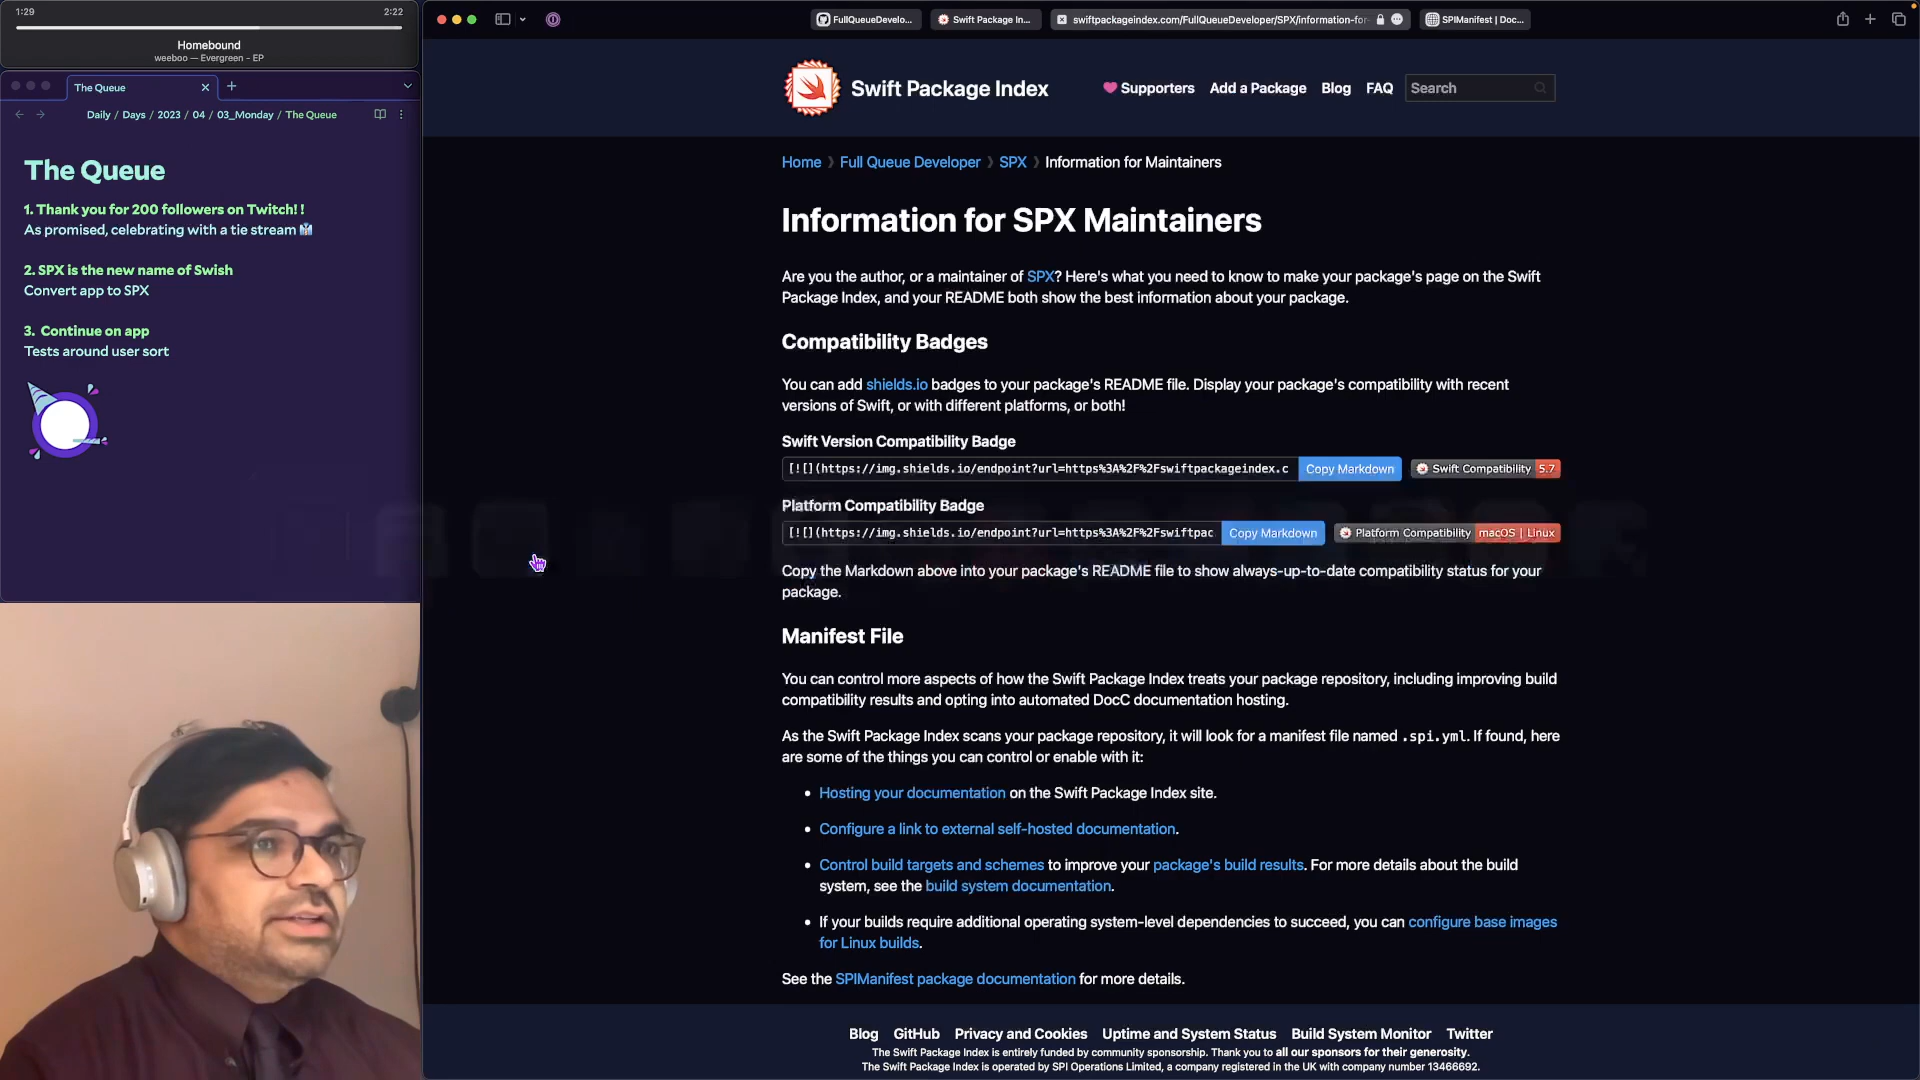 1:29
2:22
Homebound
weeboo — Evergreen - EP
The Queue
Daily / Days / 2023 / 04 / 03_Monday / The Queue
The Queue
1. Thank you for 200 followers on Twitch! !
As promised, celebrating with a tie stream 👔
2. SPX is the new name of Swish
Convert app to SPX
3. Continue on app
Tests around user sort
FullQueueDevelo...
Swift Package In...
swiftpackageindex.com/FullQueueDeveloper/SPX/information-for-
SPIManifest | Doc...
Swift Package Index
Supporters
Add a Package
Blog
FAQ
Search
Home
Full Queue Developer
SPX
Information for Maintainers
Information for SPX Maintainers
Are you the author, or a maintainer of SPX? Here's what you need to know to make your package's page on the Swift
Package Index, and your README both show the best information about your package.
Compatibility Badges
You can add shields.io badges to your package's README file. Display your package's compatibility with recent
versions of Swift, or with different platforms, or both!
Swift Version Compatibility Badge
[![](https://img.shields.io/endpoint?url=https%3A%2F%2Fswiftpackageindex.c
Copy Markdown
Swift Compatibility 5.7
Platform Compatibility Badge
[![](https://img.shields.io/endpoint?url=https%3A%2F%2Fswiftpac
Copy Markdown
Platform Compatibility macOS | Linux
Copy the Markdown above into your package's README file to show always-up-to-date compatibility status for your
package.
Manifest File
You can control more aspects of how the Swift Package Index treats your package repository, including improving build
compatibility results and opting into automated DocC documentation hosting.
As the Swift Package Index scans your package repository, it will look for a manifest file named .spi.yml. If found, here
are some of the things you can control or enable with it:
• Hosting your documentation on the Swift Package Index site.
• Configure a link to external self-hosted documentation.
• Control build targets and schemes to improve your package's build results. For more details about the build
system, see the build system documentation.
• If your builds require additional operating system-level dependencies to succeed, you can configure base images
for Linux builds.
See the SPIManifest package documentation for more details.
Blog
GitHub
Privacy and Cookies
Uptime and System Status
Build System Monitor
Twitter
The Swift Package Index is entirely funded by community sponsorship. Thank you to all our sponsors for their generosity.
The Swift Package Index is operated by SPI Operations Limited, a company registered in the UK with company number 13466692.